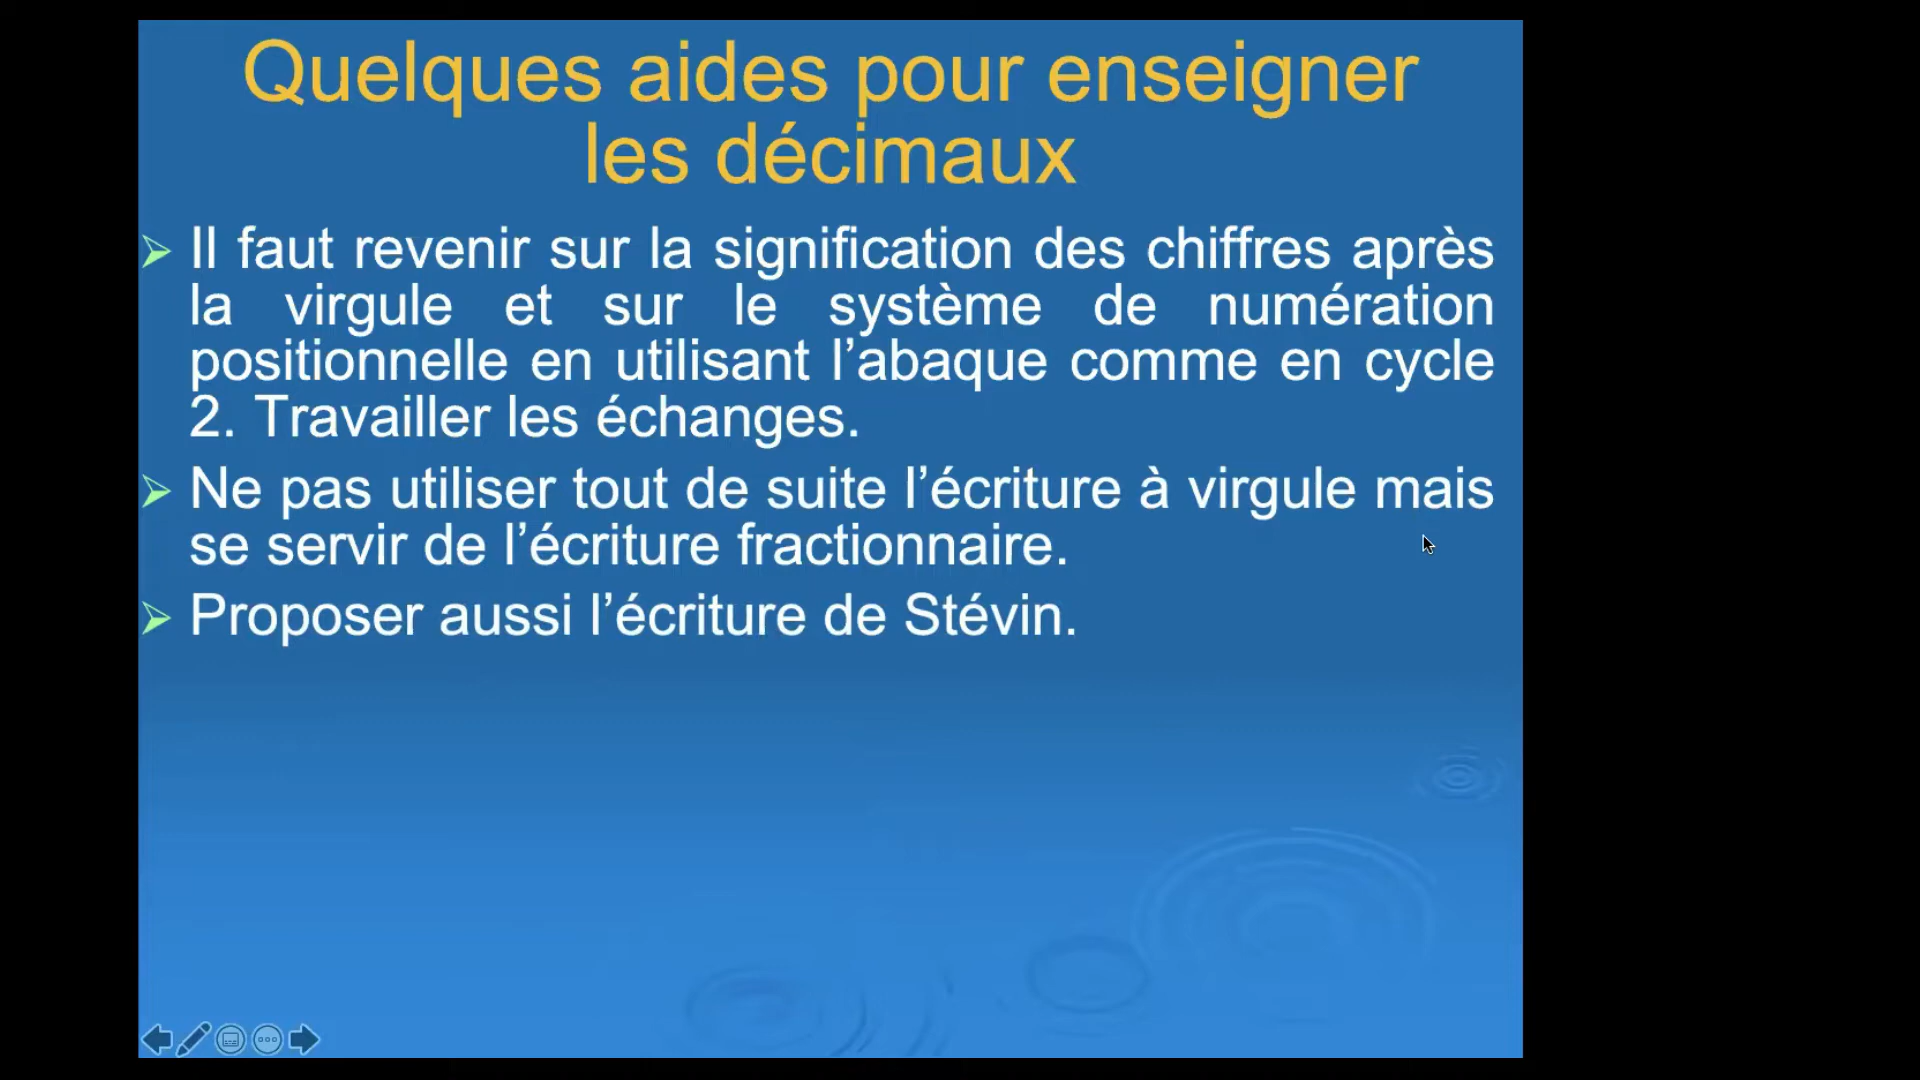 Quelques aides pour enseigner
les décimaux
Il faut revenir sur la signification des chiffres après
la virgule et sur le système de numération
positionnelle en utilisant l’abaque comme en cycle
2. Travailler les échanges.
Ne pas utiliser tout de suite l’écriture à virgule mais
se servir de l’écriture fractionnaire.
Proposer aussi l’écriture de Stévin.